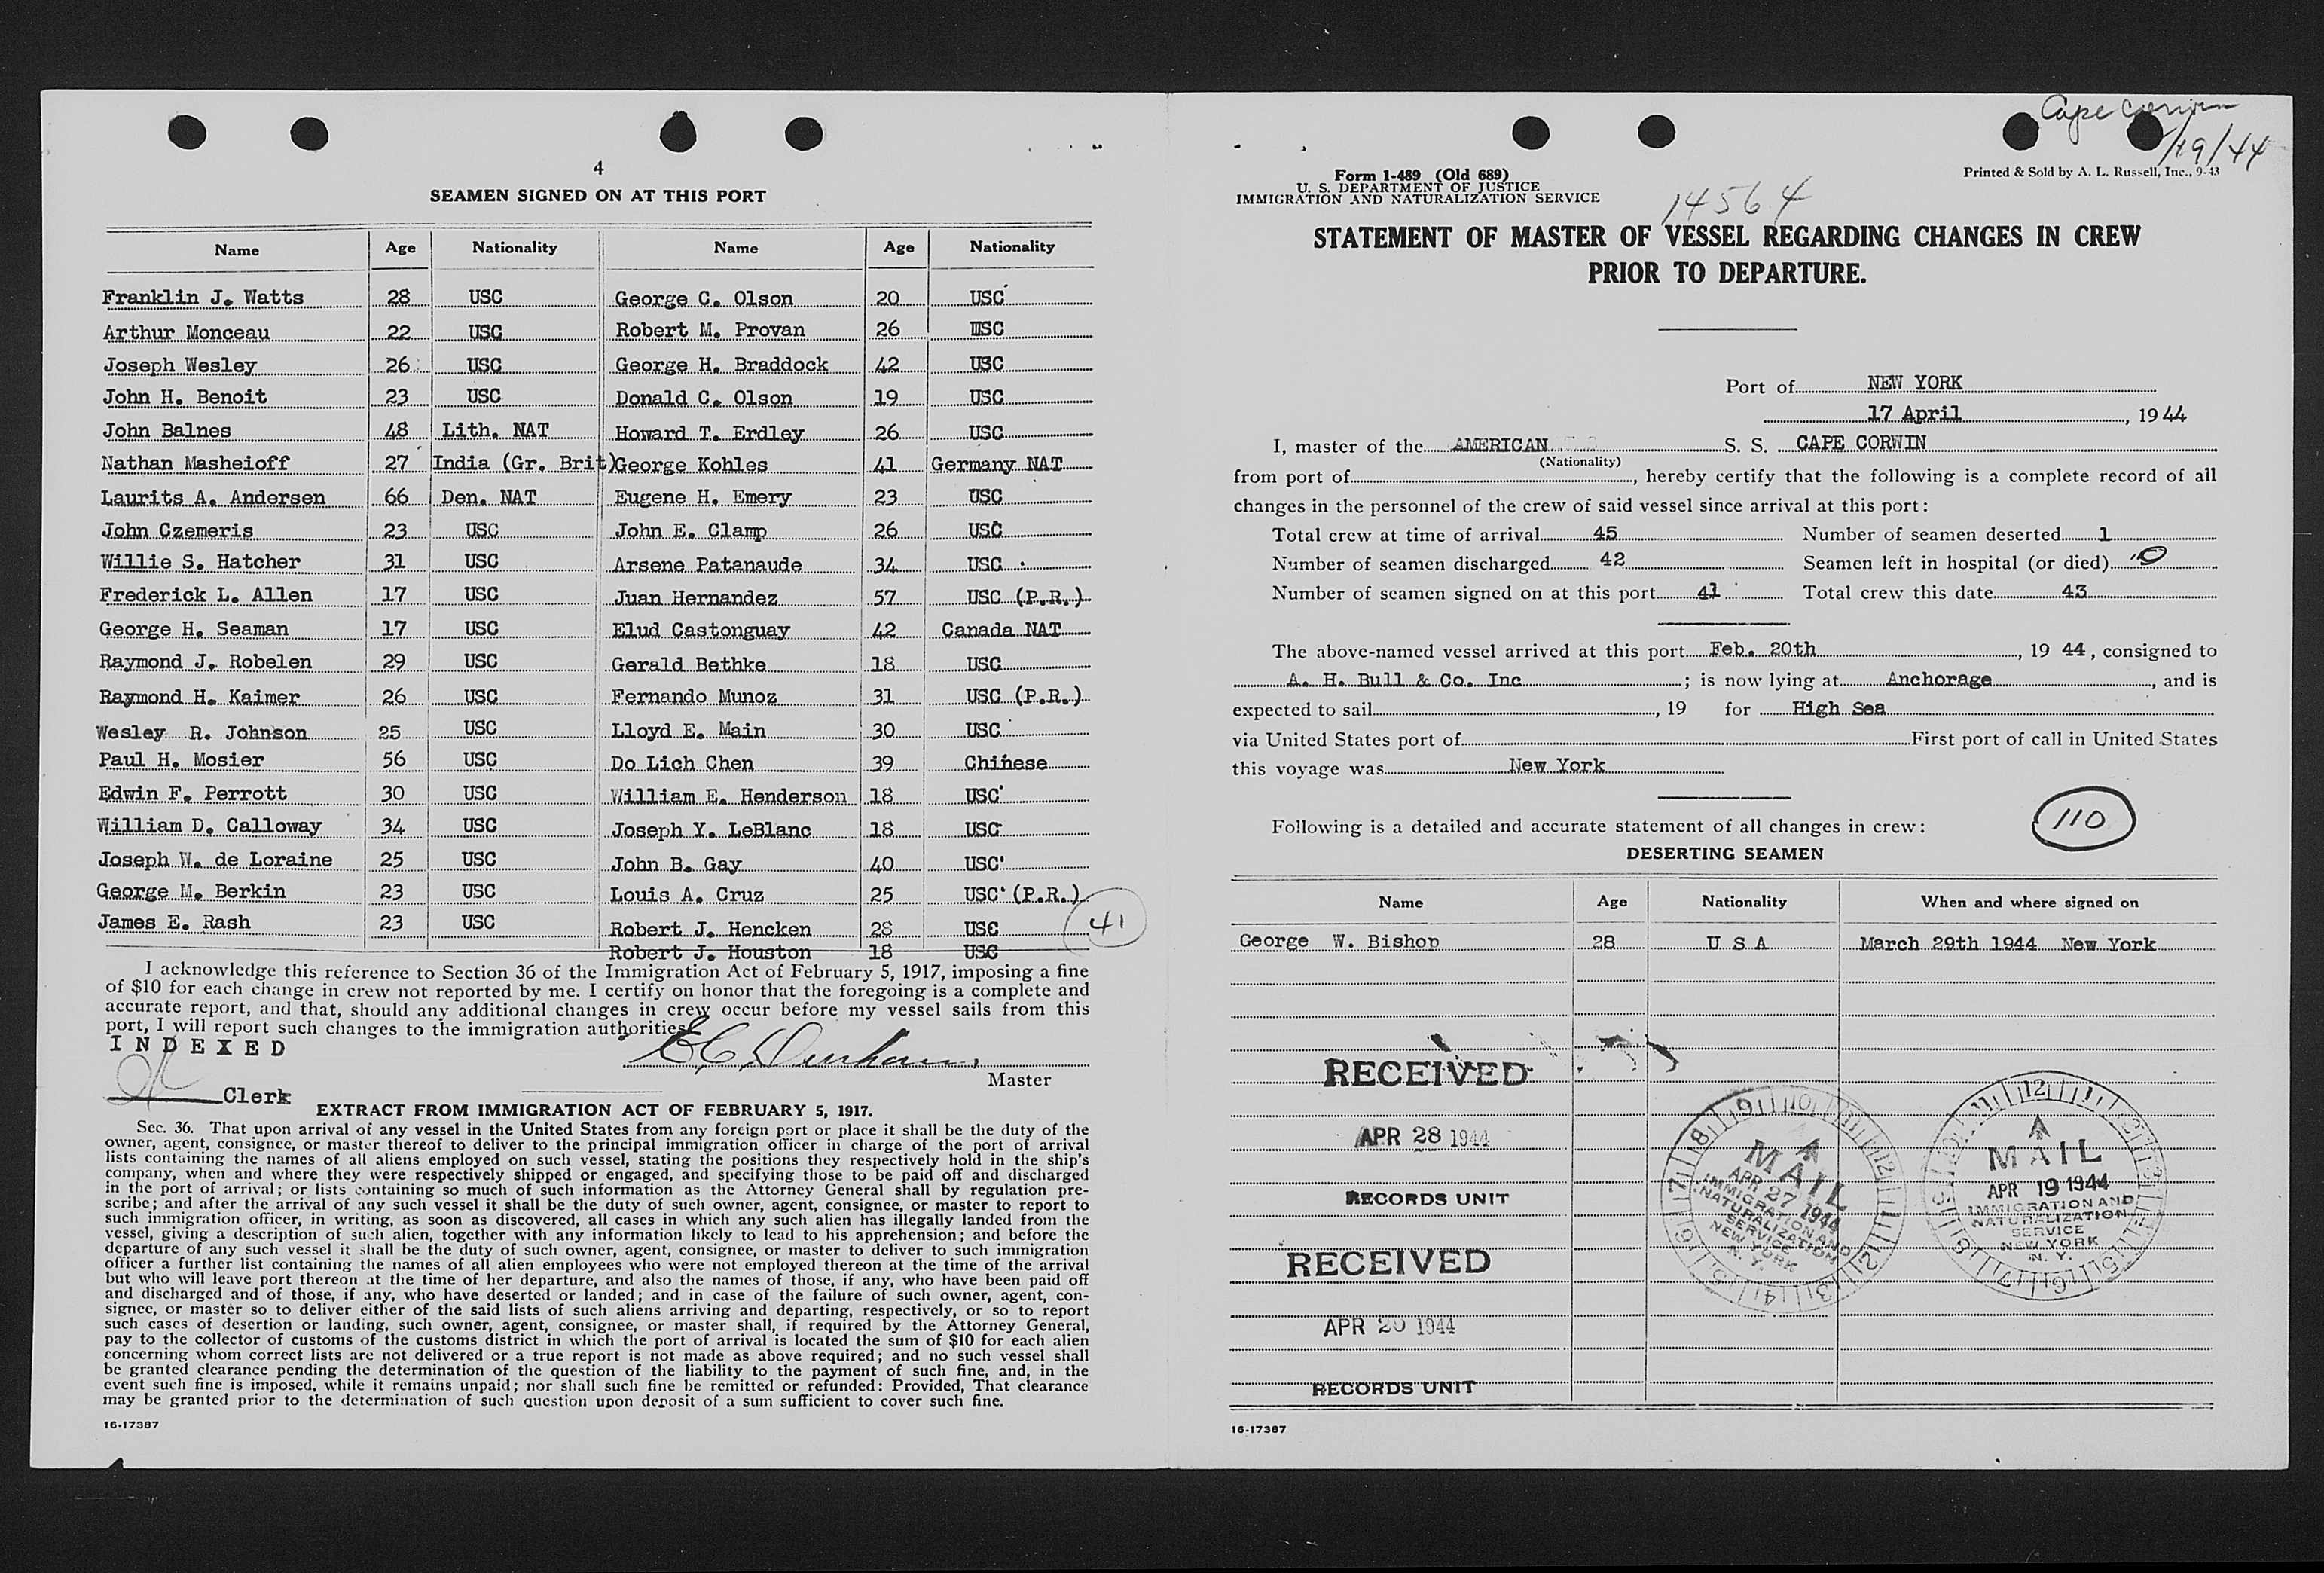 4
SEAMEN SIGNED ON AT THIS PORT
Name Age Nationality Name Age Nationality
Franklin J. Watts 28 USC George C. Olson 20 USC
Arthur Monceau 22 USC Robert M. Provan 26 USC
Joseph Wesley 26 USC George H. Braddock 42 USC
John H. Benoit 23 USC Donald C. Olson 19 USC
John Balnes 48 Lith. NAT Howard T. Erdley 26 USC
Nathan Masheioff 27 India (Gr. Brit) George Kohles 41 Germany NAT
Laurits A. Andersen 66 Den. NAT Eugene H. Emery 23 USC
John Czemeris 23 USC John E. Clamp 26 USC
Willie S. Hatcher 31 USC Arsene Patanaude 34 USC
Frederick L. Allen 17 USC Juan Hernandez 57 USC (P.R.)
George H. Seaman 17 USC Elud Castonguay 42 Canada NAT
Raymond J. Robelen 29 USC Gerald Bethke 18 USC
Raymond H. Kaimer 26 USC Fernando Munoz 31 USC (P.R.)
Wesley R. Johnson 25 USC Lloyd E. Main 30 USC
Paul H. Mosier 56 USC Do Lich Chen 39 Chinese
Edwin F. Perrott 30 USC William E. Henderson 18 USC
William D. Calloway 34 USC Joseph Y. LeBlanc 18 USC
Joseph W. de Loraine 25 USC John B. Gay 40 USC
George M. Berkin 23 USC Louis A. Cruz 25 USC (P.R.)
James E. Rash 23 USC Robert J. Hencken 28 USC
Robert J. Houston 18 USC
41
I acknowledge this reference to Section 36 of the Immigration Act of February 5, 1917, imposing a fine
of $10 for each change in crew not reported by me. I certify on honor that the foregoing is a complete and
accurate report, and that, should any additional changes in crew occur before my vessel sails from this
port, I will report such changes to the immigration authorities.
INDEXED
Master
Clerk
EXTRACT FROM IMMIGRATION ACT OF FEBRUARY 5, 1917.
Sec. 36. That upon arrival of any vessel in the United States from any foreign port or place it shall be the duty of the
owner, agent, consignee, or master thereof to deliver to the principal immigration officer in charge of the port of arrival
lists containing the names of all aliens employed on such vessel, stating the positions they respectively hold in the ship's
company, when and where they were respectively shipped or engaged, and specifying those to be paid off and discharged
in the port of arrival; or lists containing so much of such information as the Attorney General shall by regulation pre-
scribe; and after the arrival of any such vessel it shall be the duty of such owner, agent, consignee, or master to report to
such immigration officer, in writing, as soon as discovered, all cases in which any such alien has illegally landed from the
vessel, giving a description of such alien, together with any information likely to lead to his apprehension; and before the
departure of any such vessel it shall be the duty of such owner, agent, consignee, or master to deliver to such immigration
officer a further list containing the names of all alien employees who were not employed thereon at the time of the arrival
but who will leave port thereon at the time of her departure, and also the names of those, if any, who have been paid off
and discharged and of those, if any, who have deserted or landed; and in case of the failure of such owner, agent, con-
signee, or master so to deliver either of the said lists of such aliens arriving and departing, respectively, or so to report
such cases of desertion or landing, such owner, agent, consignee, or master shall, if required by the Attorney General,
pay to the collector of customs of the customs district in which the port of arrival is located the sum of $10 for each alien
concerning whom correct lists are not delivered or a true report is not made as above required; and no such vessel shall
be granted clearance pending the determination of the question of the liability to the payment of such fine, and, in the
event such fine is imposed, while it remains unpaid; nor shall such fine be remitted or refunded: Provided, That clearance
may be granted prior to the determination of such question upon deposit of a sum sufficient to cover such fine.
16-17387
Cape Corwin
/19/44
Form 1-489 (Old 689)
U. S. DEPARTMENT OF JUSTICE
IMMIGRATION AND NATURALIZATION SERVICE
Printed & Sold by A. L. Russell, Inc., 9-43
14564
STATEMENT OF MASTER OF VESSEL REGARDING CHANGES IN CREW
PRIOR TO DEPARTURE.
Port of NEW YORK
17 April, 1944
I, master of the AMERICAN S. S. CAPE CORWIN
(Nationality)
from port of, hereby certify that the following is a complete record of all
changes in the personnel of the crew of said vessel since arrival at this port:
Total crew at time of arrival 45 Number of seamen deserted 1
Number of seamen discharged 42 Seamen left in hospital (or died) 0
Number of seamen signed on at this port 41 Total crew this date 43
The above-named vessel arrived at this port Feb. 20th, 19 44, consigned to
A. H. Bull & Co. Inc; is now lying at Anchorage, and is
expected to sail, 19 for High Sea
via United States port of First port of call in United States
this voyage was New York
110
Following is a detailed and accurate statement of all changes in crew:
DESERTING SEAMEN
Name Age Nationality When and where signed on
George W. Bishop 28 U S A March 29th 1944 New York
RECEIVED
APR 28 1944
RECORDS UNIT
RECEIVED
APR 20 1944
RECORDS UNIT
MAIL
APR 27 1944
IMMIGRATION AND
NATURALIZATION
SERVICE
NEW YORK
N. Y.
MAIL
APR 19 1944
IMMIGRATION AND
NATURALIZATION
SERVICE
NEW YORK
N. Y.
16-17387